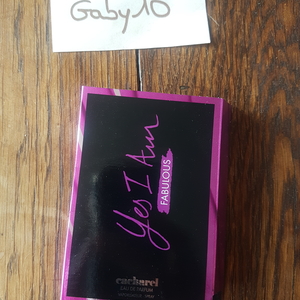 Gaby10
Yes I Am
FABULOUS
cacharel
EAU DE PARFUM